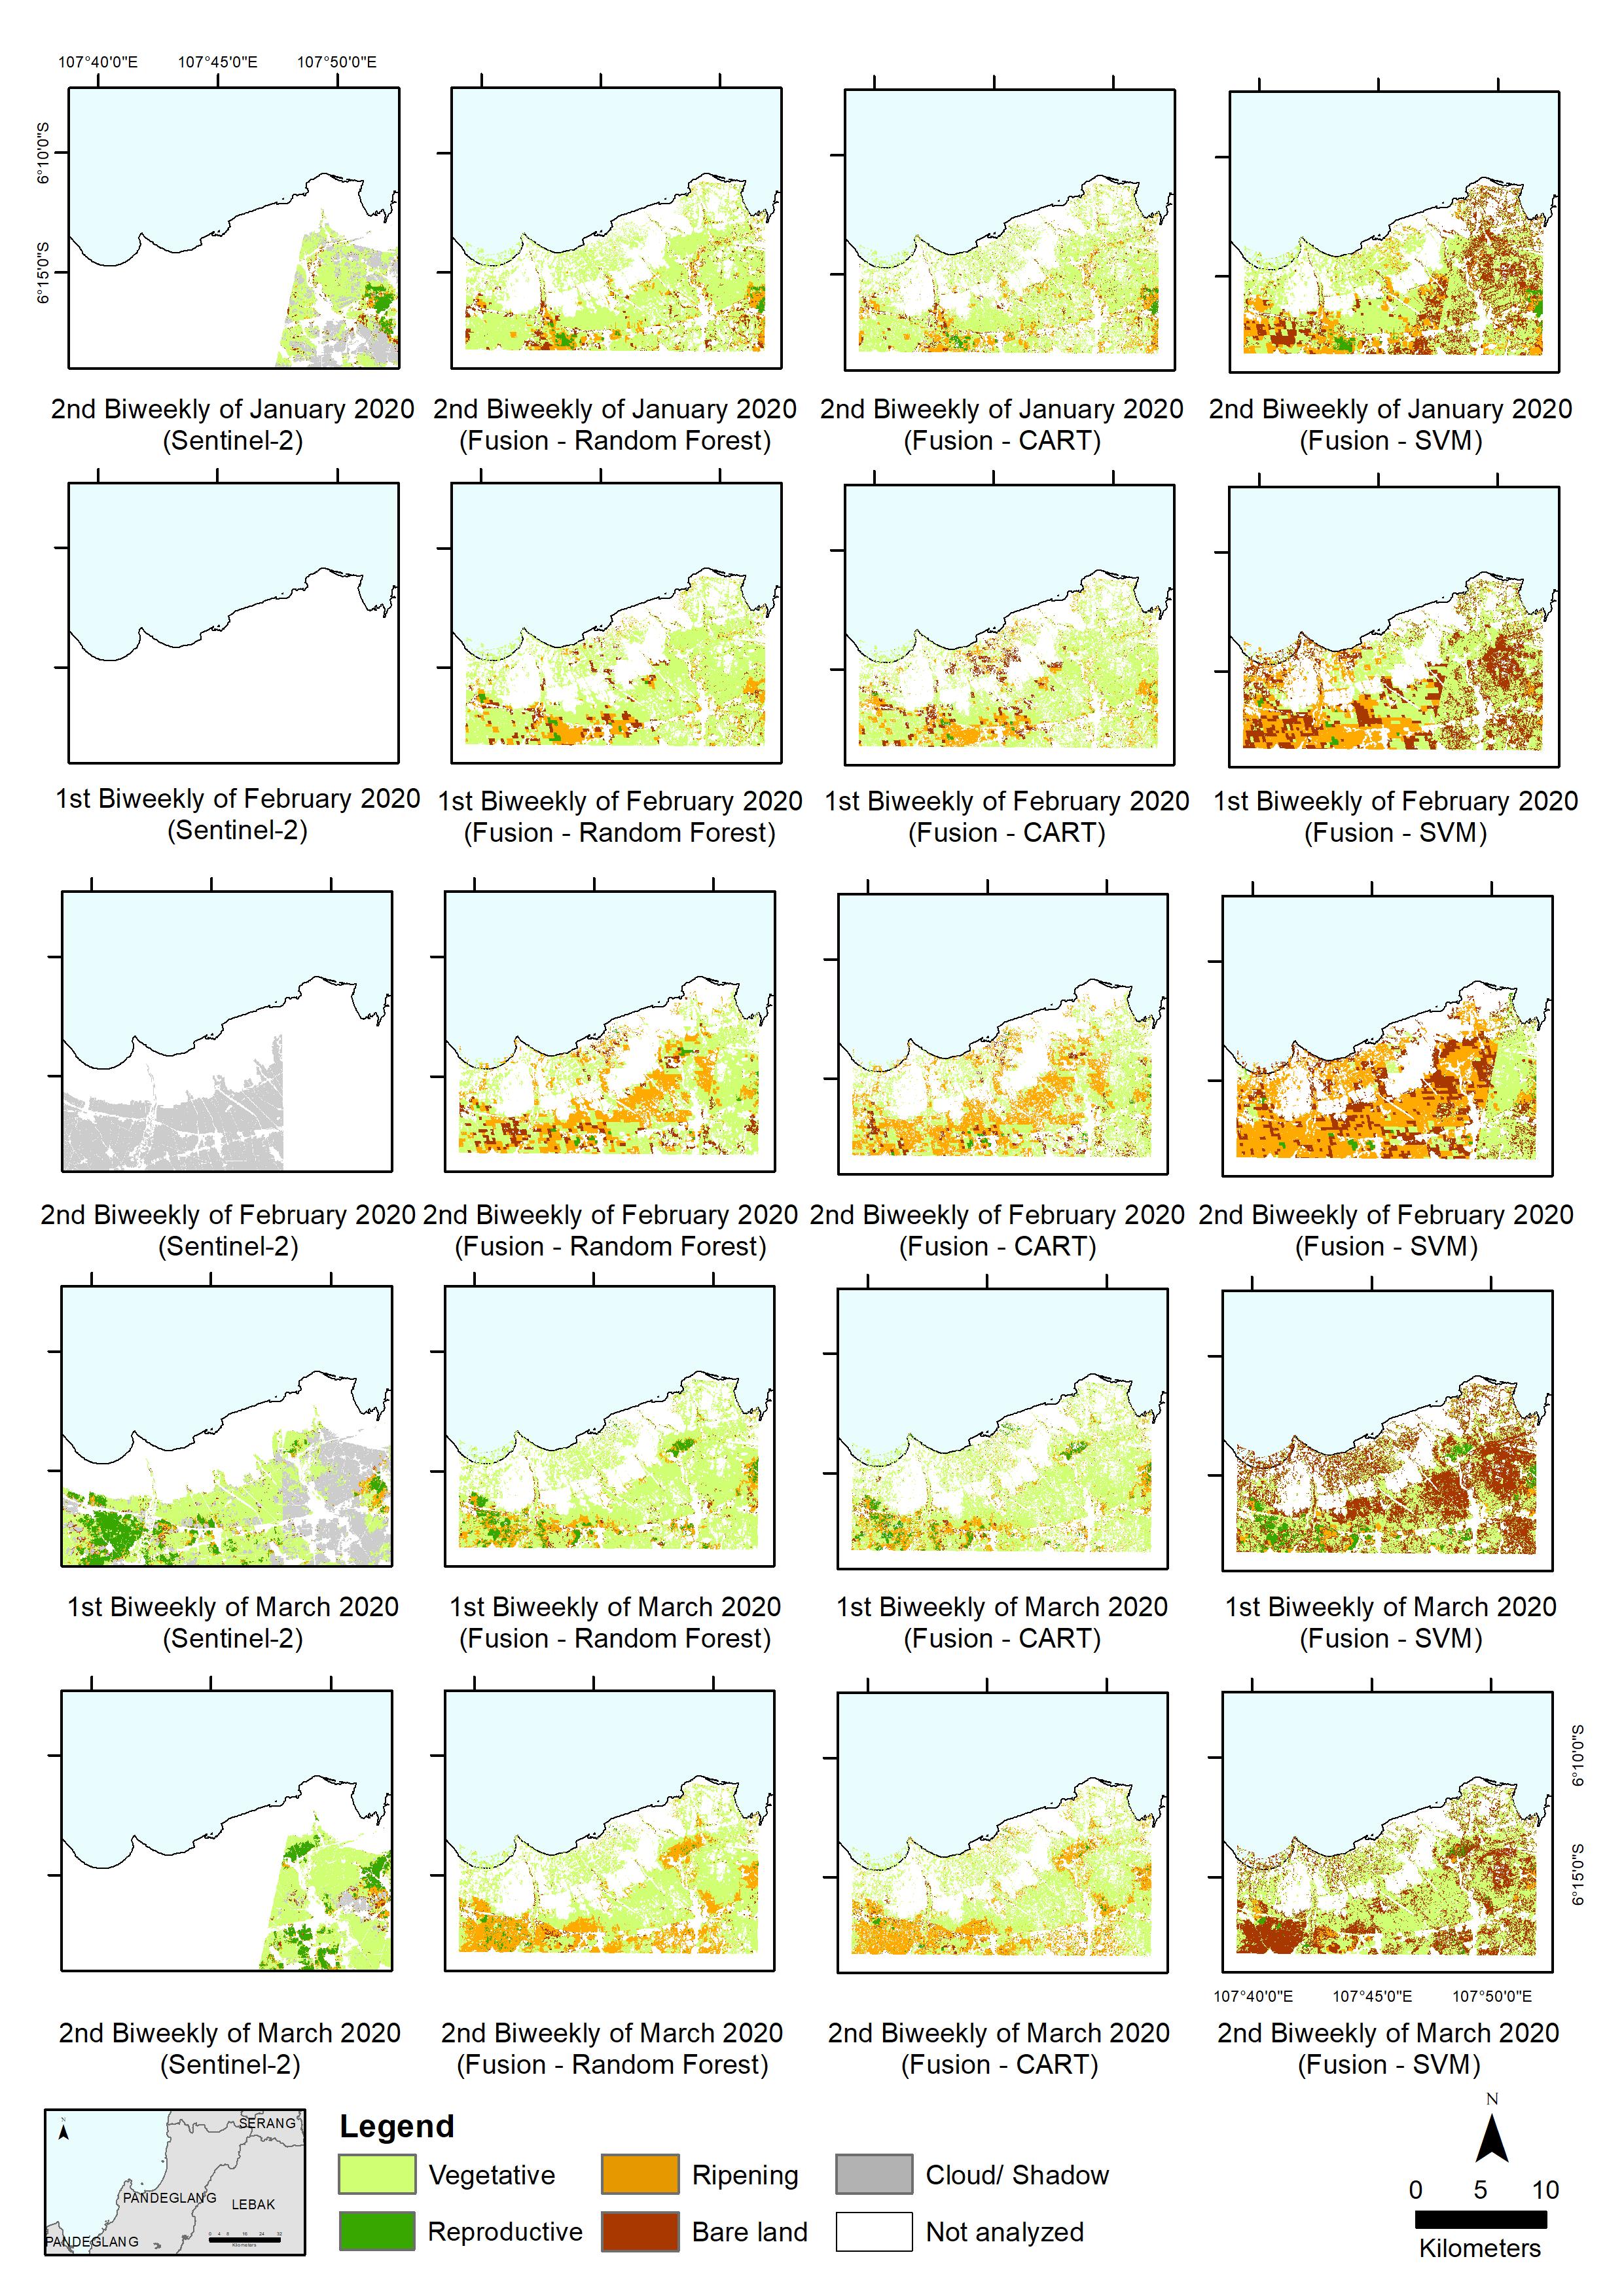 107°40'0"E 107°45'0"E 107°50'0"E
6°10'0"S
6°15'0"S
2nd Biweekly of January 2020
(Sentinel-2)
2nd Biweekly of January 2020
(Fusion - Random Forest)
2nd Biweekly of January 2020
(Fusion - CART)
2nd Biweekly of January 2020
(Fusion - SVM)
1st Biweekly of February 2020
(Sentinel-2)
1st Biweekly of February 2020
(Fusion - Random Forest)
1st Biweekly of February 2020
(Fusion - CART)
1st Biweekly of February 2020
(Fusion - SVM)
2nd Biweekly of February 2020
(Sentinel-2)
2nd Biweekly of February 2020
(Fusion - Random Forest)
2nd Biweekly of February 2020
(Fusion - CART)
2nd Biweekly of February 2020
(Fusion - SVM)
1st Biweekly of March 2020
(Sentinel-2)
1st Biweekly of March 2020
(Fusion - Random Forest)
1st Biweekly of March 2020
(Fusion - CART)
1st Biweekly of March 2020
(Fusion - SVM)
6°10'0"S
6°15'0"S
107°40'0"E 107°45'0"E 107°50'0"E
2nd Biweekly of March 2020
(Sentinel-2)
2nd Biweekly of March 2020
(Fusion - Random Forest)
2nd Biweekly of March 2020
(Fusion - CART)
2nd Biweekly of March 2020
(Fusion - SVM)
N
SERANG
PANDEGLANG
LEBAK
PANDEGLANG
0 4 8 16 24 32
Kilometers
Legend
Vegetative
Ripening
Cloud/ Shadow
Reproductive
Bare land
Not analyzed
N
0 5 10
Kilometers